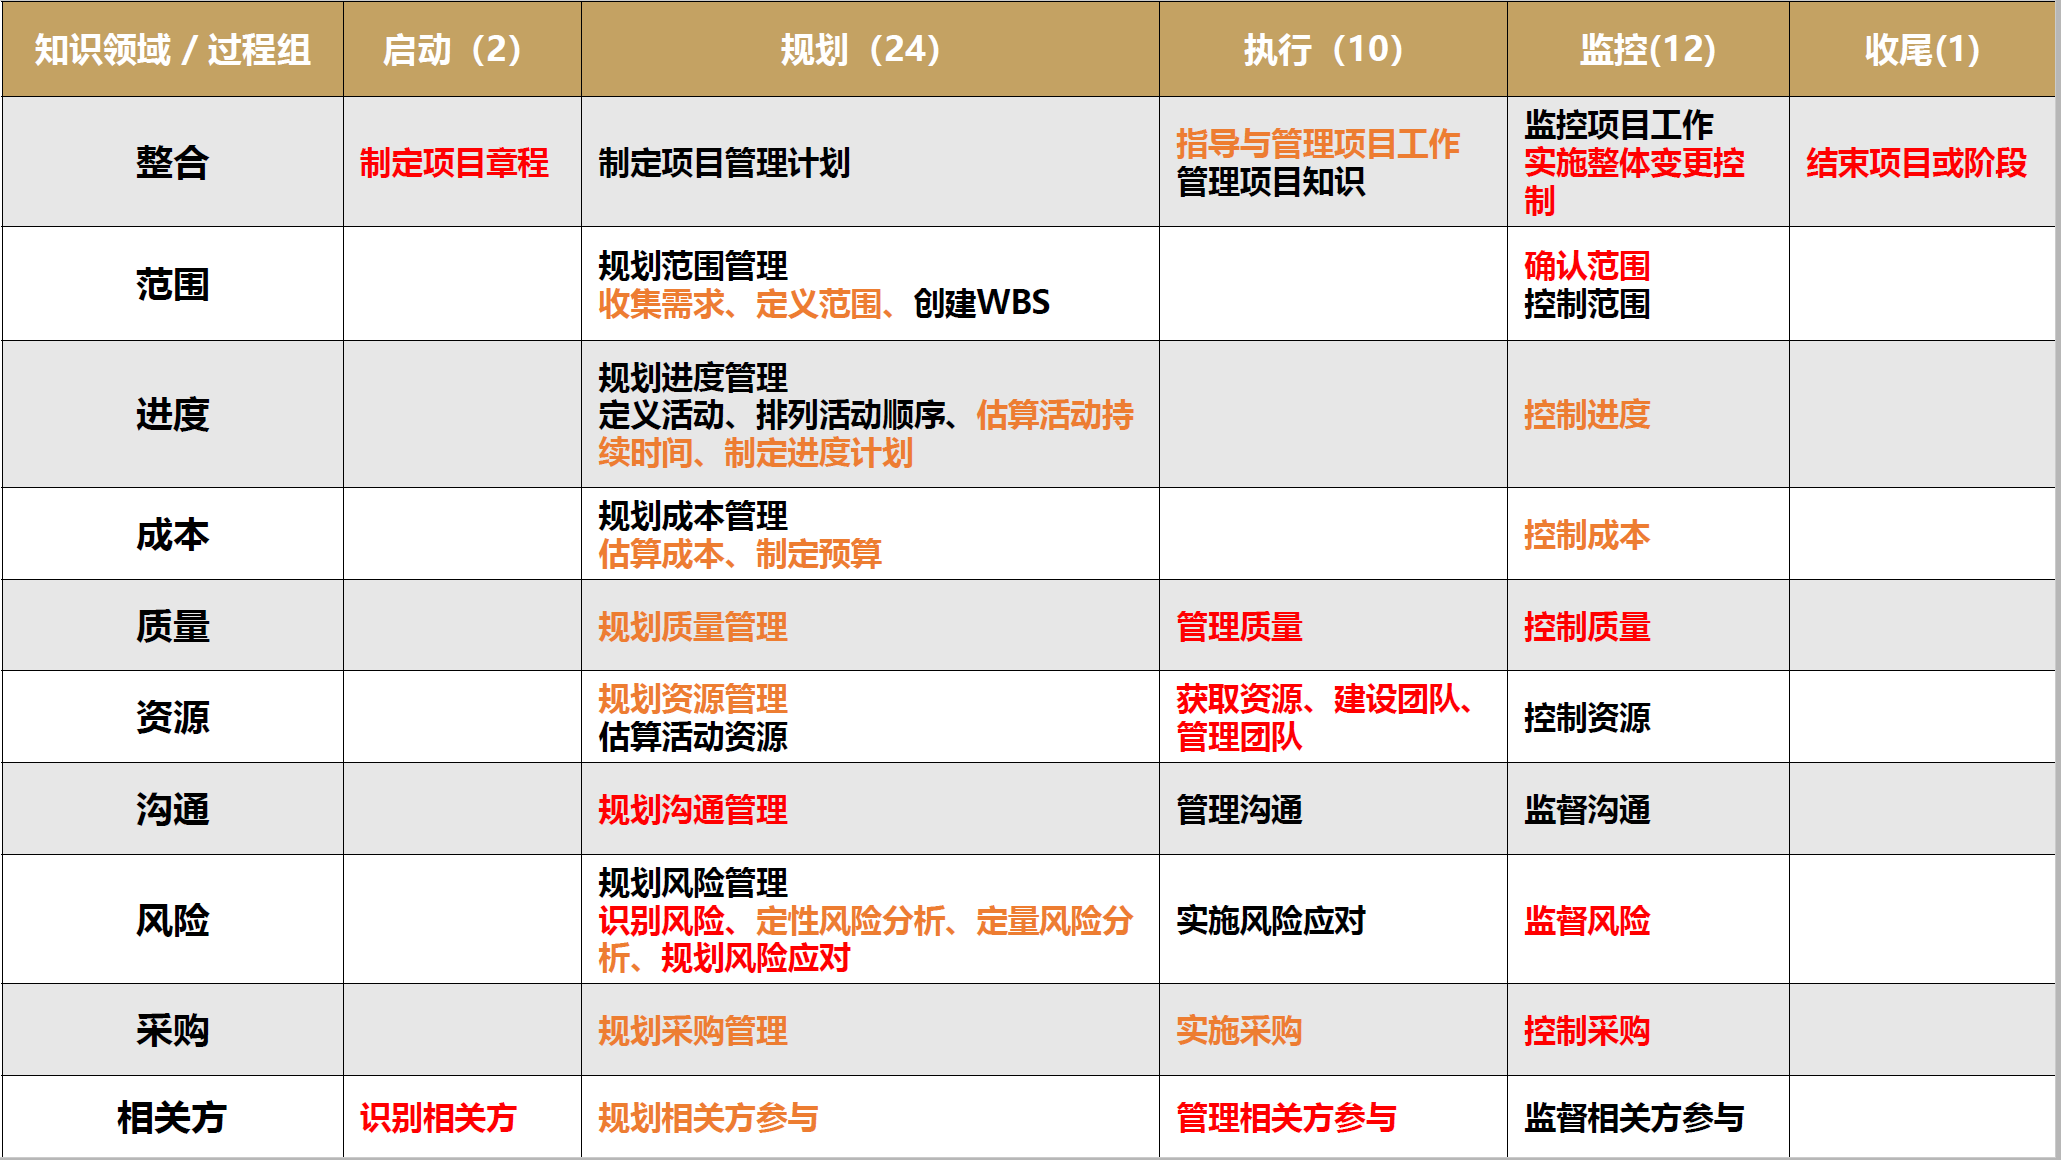 知识领域 / 过程组
启动（2）
规划（24）
执行（10）
监控(12)
收尾(1)
整合
制定项目章程
制定项目管理计划
指导与管理项目工作
管理项目知识
监控项目工作
实施整体变更控
制
结束项目或阶段
范围
规划范围管理
收集需求、定义范围、创建WBS
确认范围
控制范围
进度
规划进度管理
定义活动、排列活动顺序、估算活动持
续时间、制定进度计划
控制进度
成本
规划成本管理
估算成本、制定预算
控制成本
质量
规划质量管理
管理质量
控制质量
资源
规划资源管理
估算活动资源
获取资源、建设团队、
管理团队
控制资源
沟通
规划沟通管理
管理沟通
监督沟通
风险
规划风险管理
识别风险、定性风险分析、定量风险分
析、规划风险应对
实施风险应对
监督风险
采购
规划采购管理
实施采购
控制采购
相关方
识别相关方
规划相关方参与
管理相关方参与
监督相关方参与